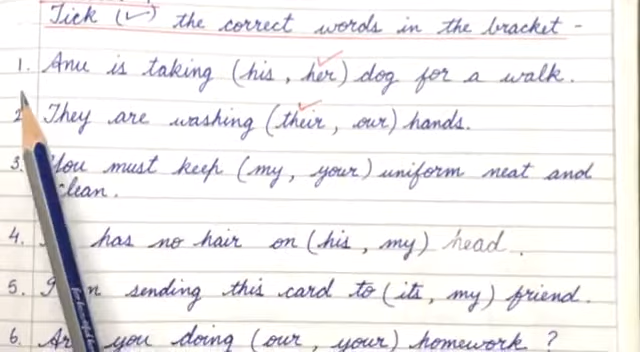 Tick (✓) the correct words in the bracket -
1. Anu is taking (his, her) dog for a walk.
2. They are washing (their, our) hands.
3. You must keep (my, your) uniform neat and
clean.
4. has no hair on (his, my) head.
5. sending this card to (its, my) friend.
6. you doing (our, your) homework ?